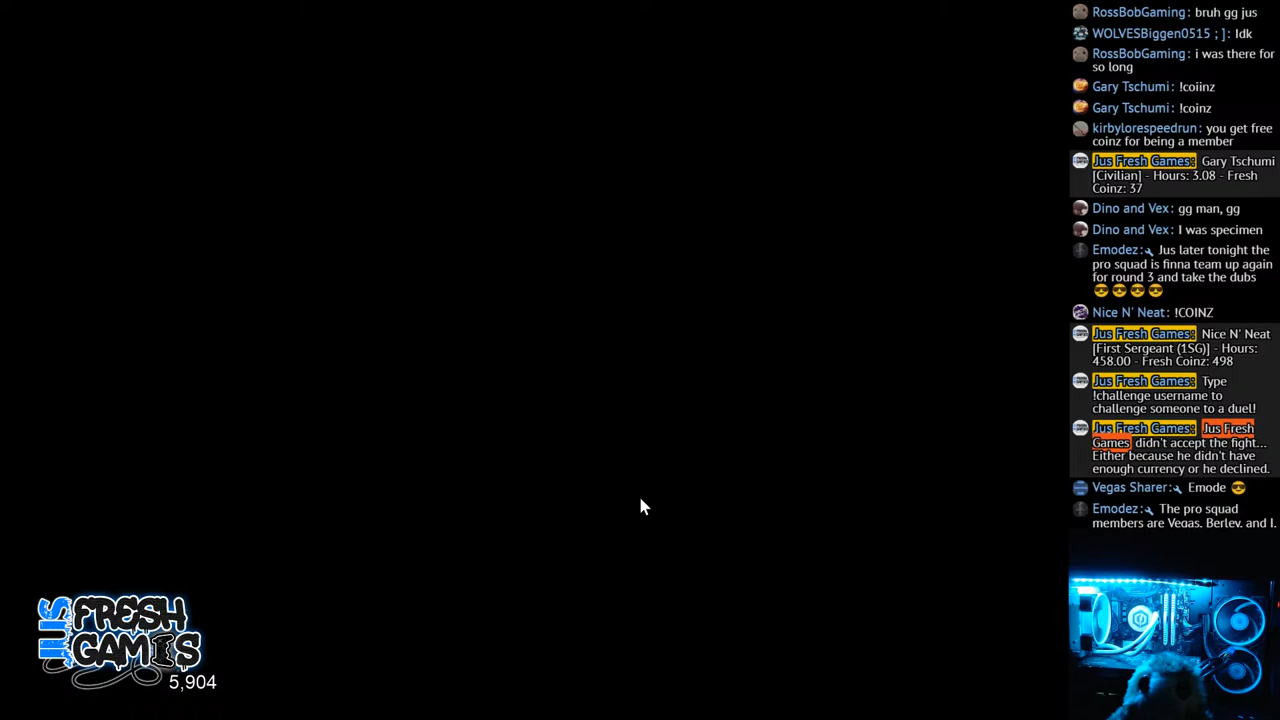 RossBobGaming: bruh gg jus
WOLVESBiggen0515 ; ]: Idk
RossBobGaming: i was there for
so long
Gary Tschumi: !coiinz
Gary Tschumi: !coinz
kirbylorespeedrun: you get free
coinz for being a member
Jus Fresh Games: Gary Tschumi
[Civilian] - Hours: 3.08 - Fresh
Coinz: 37
Dino and Vex: gg man, gg
Dino and Vex: I was specimen
Emodez: Jus later tonight the
pro squad is finna team up again
for round 3 and take the dubs
😎 😎 😎 😎
Nice N' Neat: !COINZ
Jus Fresh Games: Nice N' Neat
[First Sergeant (1SG)] - Hours:
458.00 - Fresh Coinz: 498
Jus Fresh Games: Type
!challenge username to
challenge someone to a duel!
Jus Fresh Games: Jus Fresh
Games didn't accept the fight...
Either because he didn't have
enough currency or he declined.
Vegas Sharer: Emode 😎
Emodez: The pro squad
members are Vegas, Berley, and I.
JUS
FRESH
GAMES
5,904